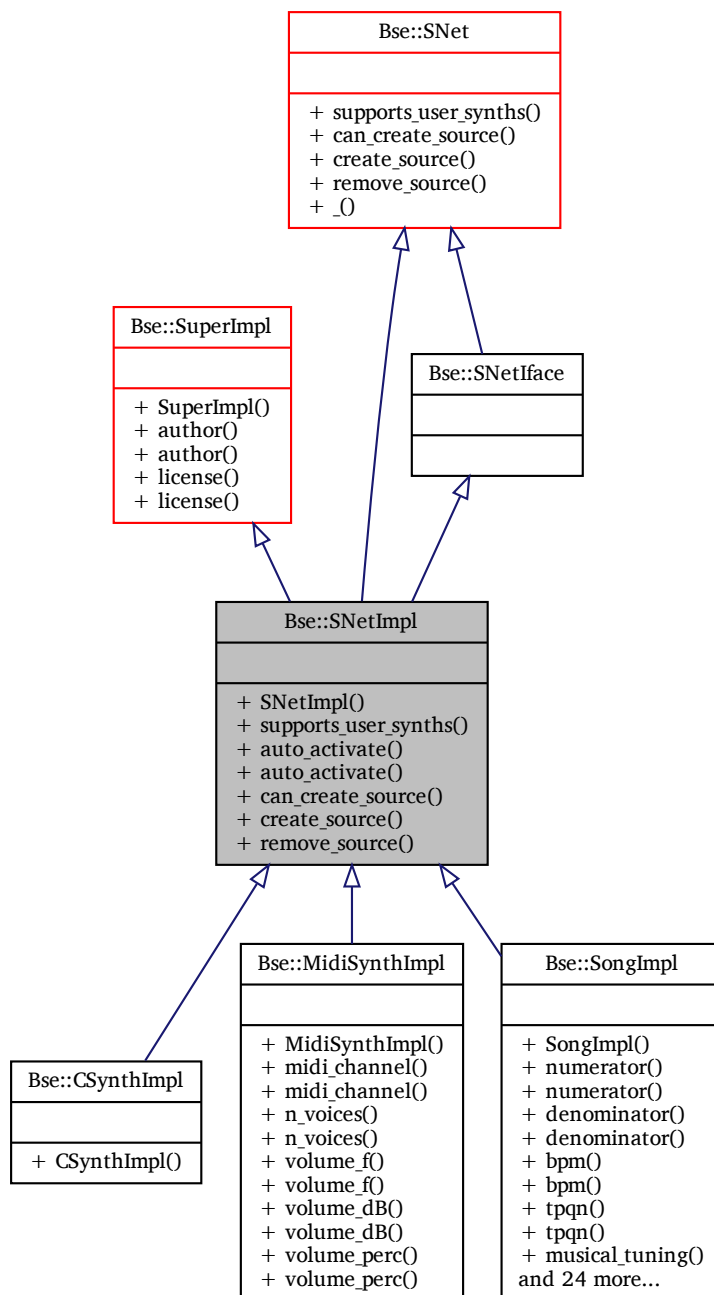 Bse::SNet
+ supports_user_synths()
+ can_create_source()
+ create_source()
+ remove_source()
+ _()
Bse::SuperImpl
+ SuperImpl()
+ author()
+ author()
+ license()
+ license()
Bse::SNetIface
Bse::SNetImpl
+ SNetImpl()
+ supports_user_synths()
+ auto_activate()
+ auto_activate()
+ can_create_source()
+ create_source()
+ remove_source()
Bse::CSynthImpl
+ CSynthImpl()
Bse::MidiSynthImpl
+ MidiSynthImpl()
+ midi_channel()
+ midi_channel()
+ n_voices()
+ n_voices()
+ volume_f()
+ volume_f()
+ volume_dB()
+ volume_dB()
+ volume_perc()
+ volume_perc()
Bse::SongImpl
+ SongImpl()
+ numerator()
+ numerator()
+ denominator()
+ denominator()
+ bpm()
+ bpm()
+ tpqn()
+ tpqn()
+ musical_tuning()
and 24 more...